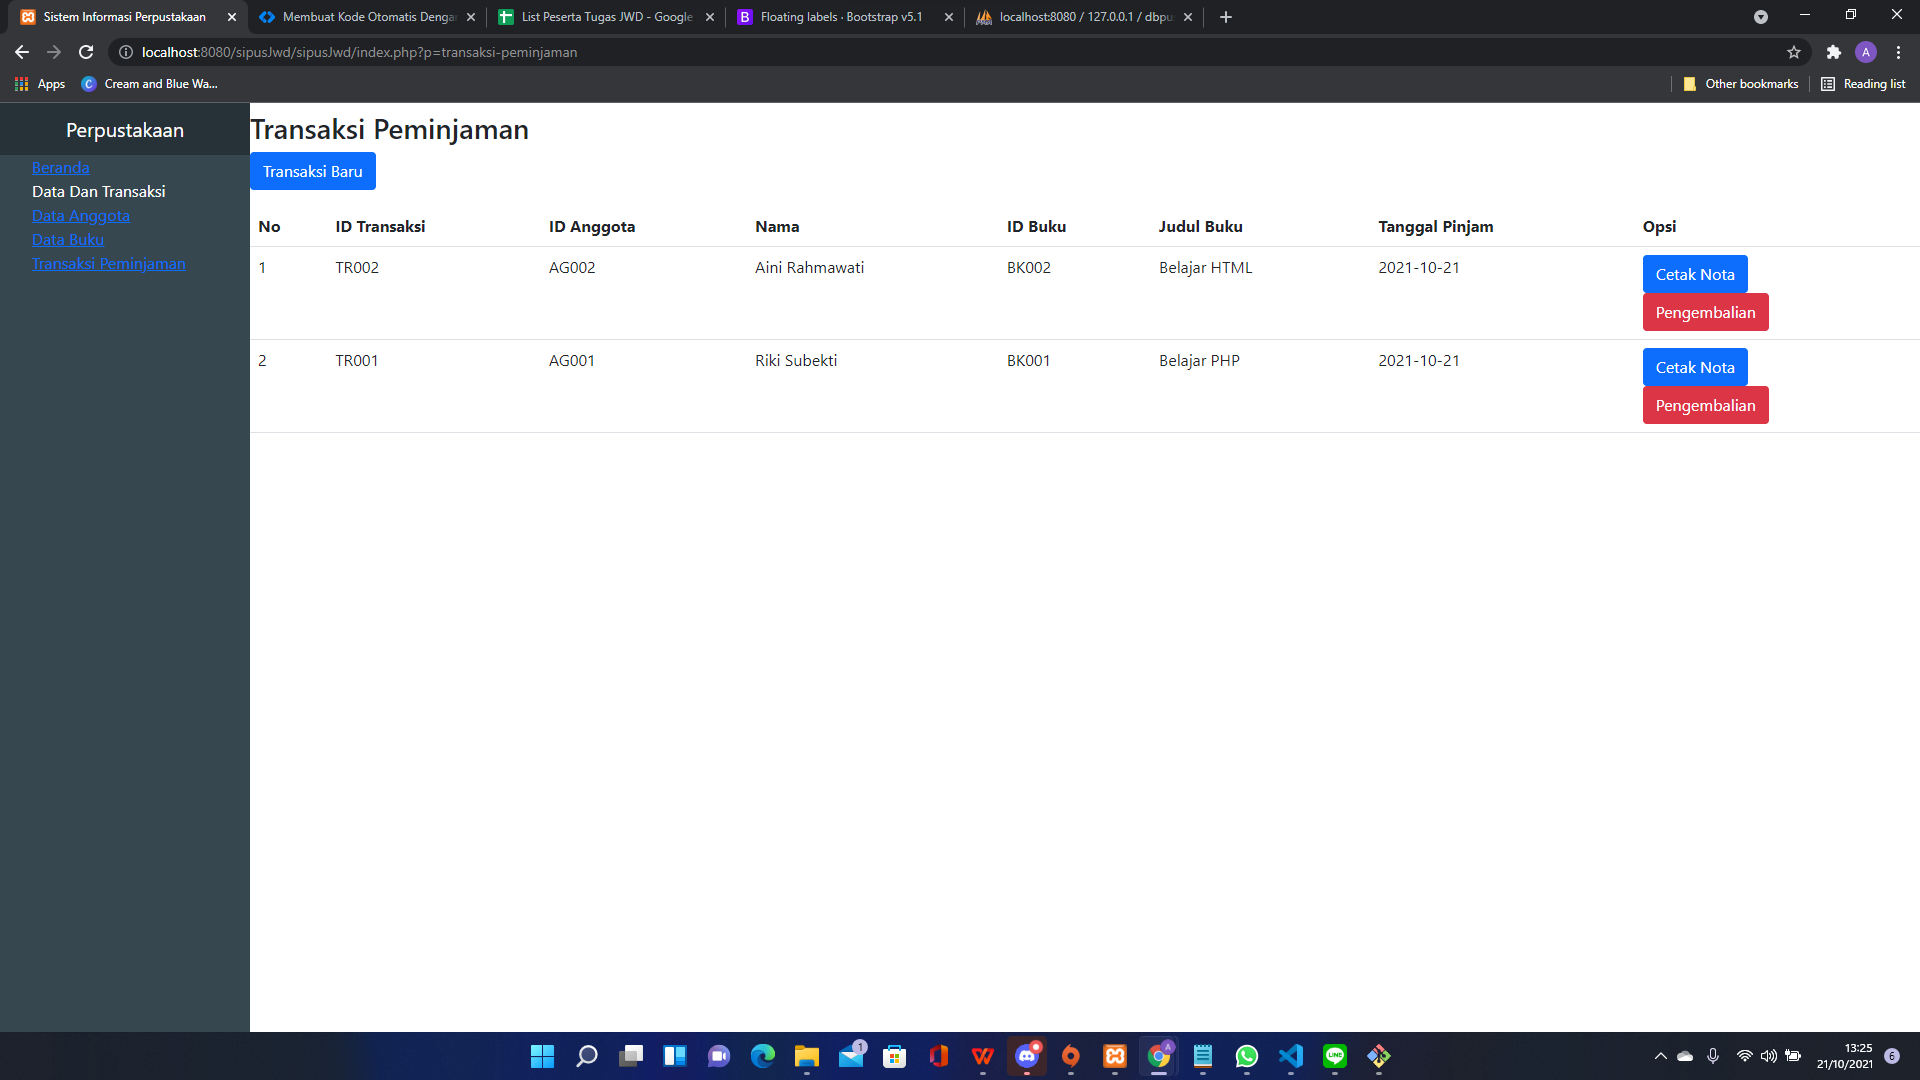 Sistem Informasi Perpustakaan
Membuat Kode Otomatis Dengan
List Peserta Tugas JWD - Google
Floating labels · Bootstrap v5.1
localhost:8080 / 127.0.0.1 / dbpu
localhost:8080/sipusJwd/sipusJwd/index.php?p=transaksi-peminjaman
A
Apps
C
Cream and Blue Wa...
Other bookmarks
Reading list
Perpustakaan
Beranda
Data Dan Transaksi
Data Anggota
Data Buku
Transaksi Peminjaman
Transaksi Peminjaman
Transaksi Baru
No ID Transaksi ID Anggota Nama ID Buku Judul Buku Tanggal Pinjam Opsi
1 TR002 AG002 Aini Rahmawati BK002 Belajar HTML 2021-10-21 Cetak Nota
Pengembalian
2 TR001 AG001 Riki Subekti BK001 Belajar PHP 2021-10-21 Cetak Nota
Pengembalian
1
A
LINE
13:25
21/10/2021
6